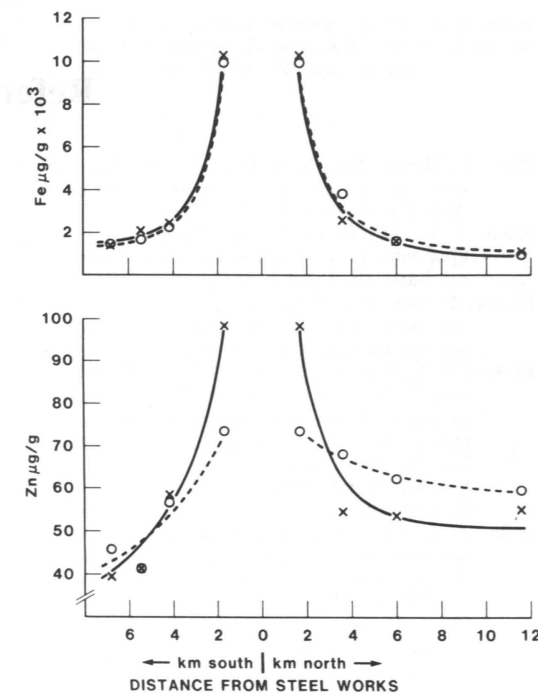 Fe µg/g x 10³
12
10
8
6
4
2
Zn µg/g
100
90
80
70
60
50
40
6 4 2 0 2 4 6 8 10 12
← km south | km north →
DISTANCE FROM STEEL WORKS